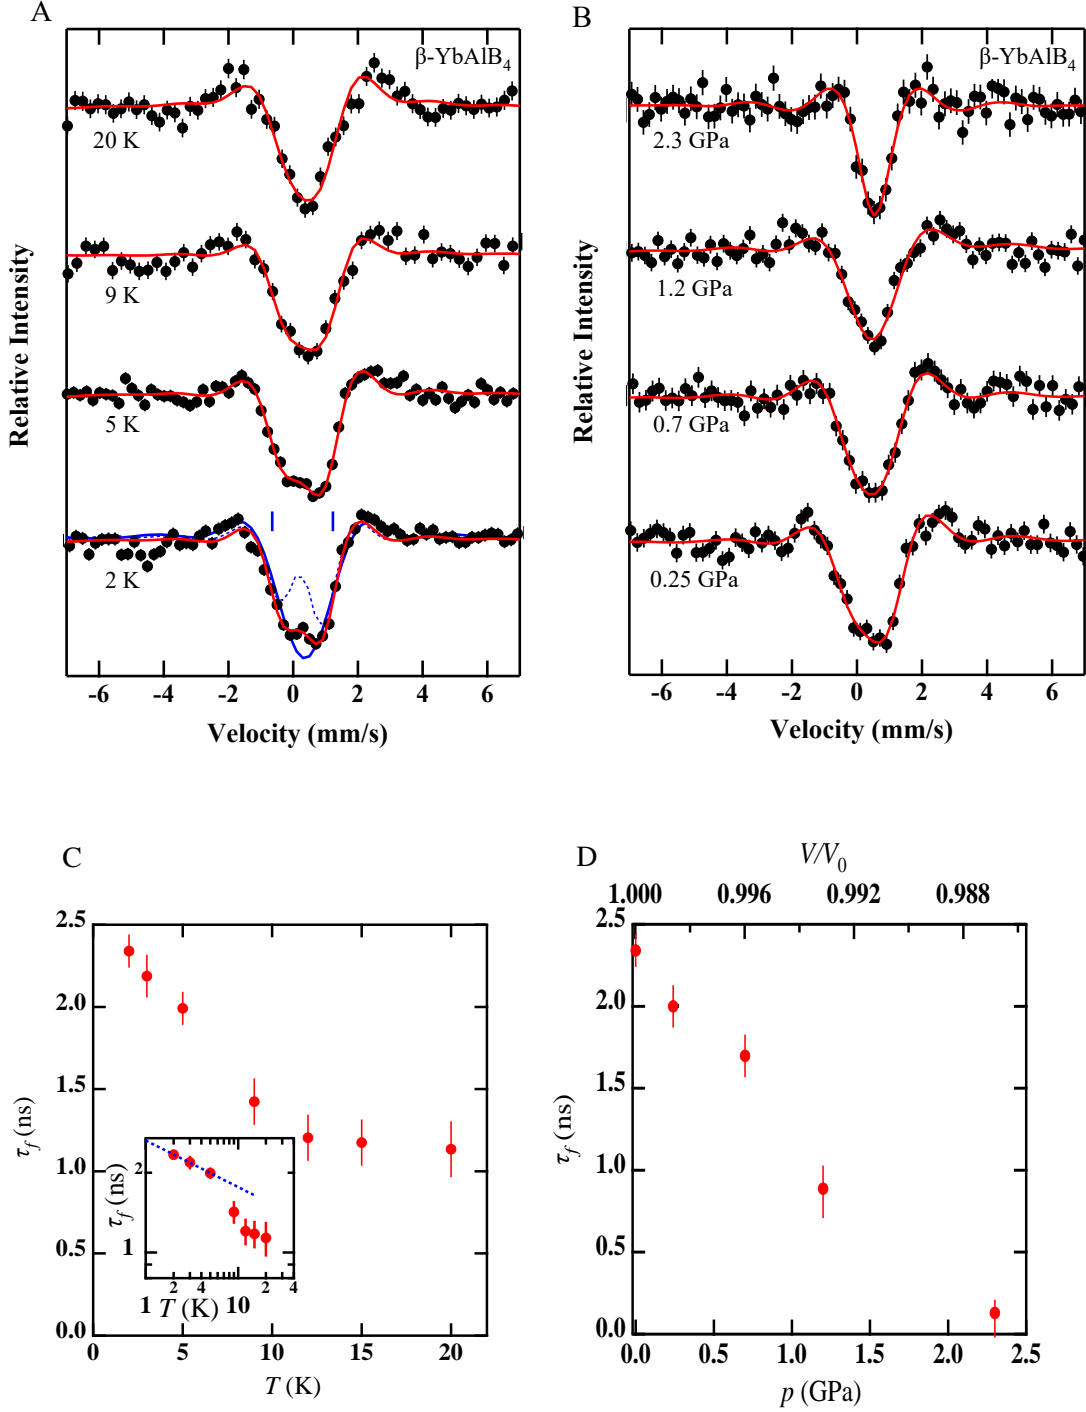 A
β-YbAlB4
20 K
9 K
5 K
2 K
Relative Intensity
-6 -4 -2 0 2 4 6
Velocity (mm/s)
B
β-YbAlB4
2.3 GPa
1.2 GPa
0.7 GPa
0.25 GPa
Relative Intensity
-6 -4 -2 0 2 4 6
Velocity (mm/s)
C
2.5
2.0
1.5
1.0
0.5
0.0
τf (ns)
0 5 10 15 20
T (K)
2
1
τf (ns)
2 4 2 4
1 T (K) 10
D
V/V0
1.000 0.996 0.992 0.988
2.5
2.0
1.5
1.0
0.5
0.0
τf (ns)
0.0 0.5 1.0 1.5 2.0 2.5
p (GPa)